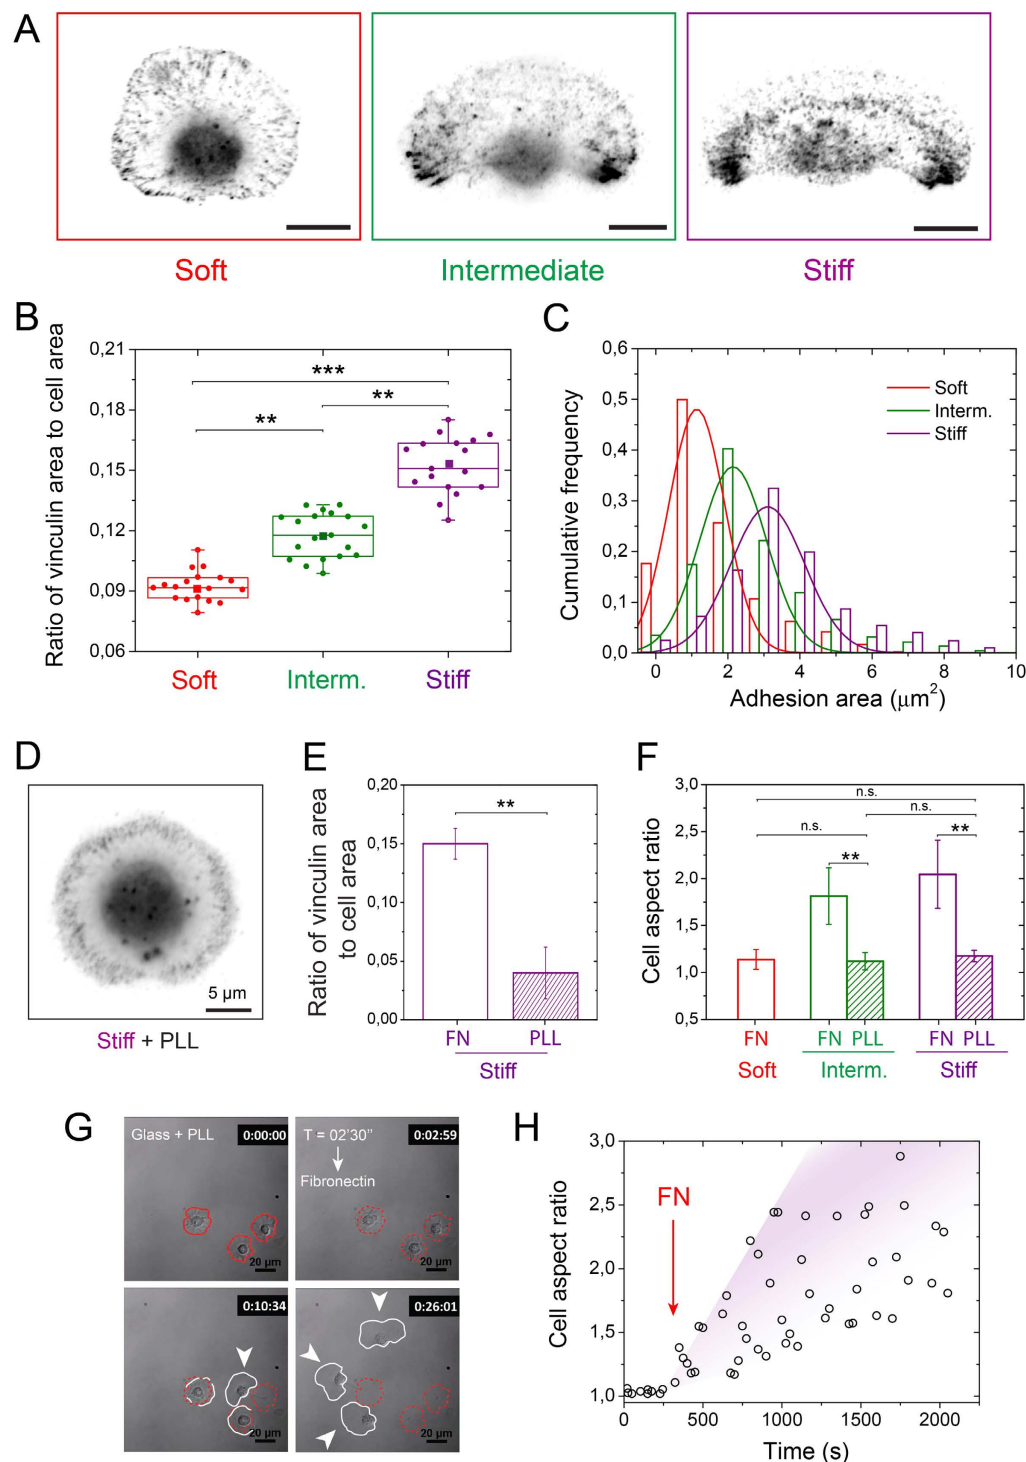 A
Soft
Intermediate
Stiff
B
Ratio of vinculin area to cell area
0,21
0,18
0,15
0,12
0,09
0,06
***
**
**
Soft
Interm.
Stiff
C
Cumulative frequency
0,6
0,5
0,4
0,3
0,2
0,1
0,0
Soft
Interm.
Stiff
0
2
4
6
8
10
Adhesion area (μm²)
D
5 μm
Stiff + PLL
E
Ratio of vinculin area
to cell area
0,20
0,15
0,10
0,05
0,00
**
FN
PLL
Stiff
F
Cell aspect ratio
3,0
2,5
2,0
1,5
1,0
0,5
n.s.
n.s.
n.s.
**
**
FN
FN PLL
FN PLL
Soft
Interm.
Stiff
G
Glass + PLL
0:00:00
20 μm
T = 02'30"
0:02:59
Fibronectin
20 μm
0:10:34
20 μm
0:26:01
20 μm
H
Cell aspect ratio
3,0
2,5
2,0
1,5
1,0
FN
0
500
1000
1500
2000
Time (s)